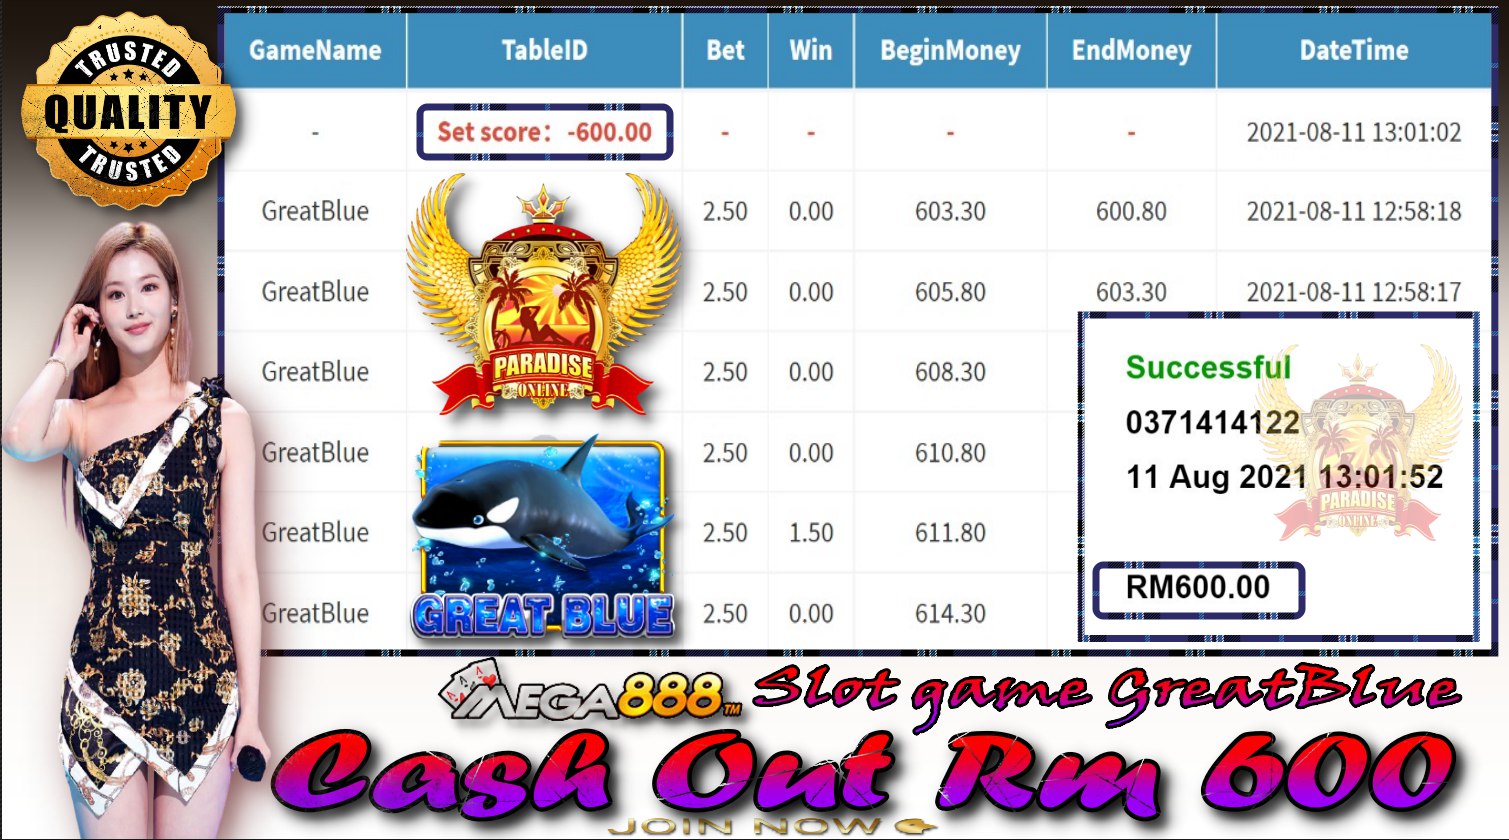 TRUSTED
QUALITY
TRUSTED
GameName TableID Bet Win BeginMoney EndMoney DateTime
- Set score: -600.00 - - - - 2021-08-11 13:01:02
GreatBlue 2.50 0.00 603.30 600.80 2021-08-11 12:58:18
GreatBlue 2.50 0.00 605.80 603.30 2021-08-11 12:58:17
GreatBlue 2.50 0.00 608.30
GreatBlue 2.50 0.00 610.80
GreatBlue 2.50 1.50 611.80
GreatBlue 2.50 0.00 614.30
PARADISE
ONLINE
GREAT BLUE
Successful
0371414122
11 Aug 2021 13:01:52
PARADISE
ONLINE
RM600.00
MEGA888 TM Slot game GreatBlue
Cash Out Rm 600
JOIN NOW